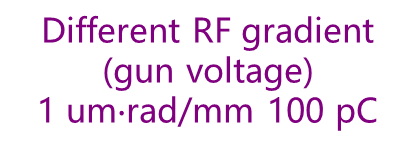 Different RF gradient
(gun voltage)
1 um·rad/mm 100 pC